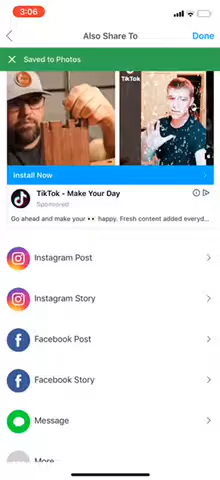 3:06
Also Share To
Done
Saved to Photos
TikTok
Install Now
TikTok - Make Your Day
Sponsored
Go ahead and make your •• happy. Fresh content added everyd...
Instagram Post
Instagram Story
Facebook Post
Facebook Story
Message
More